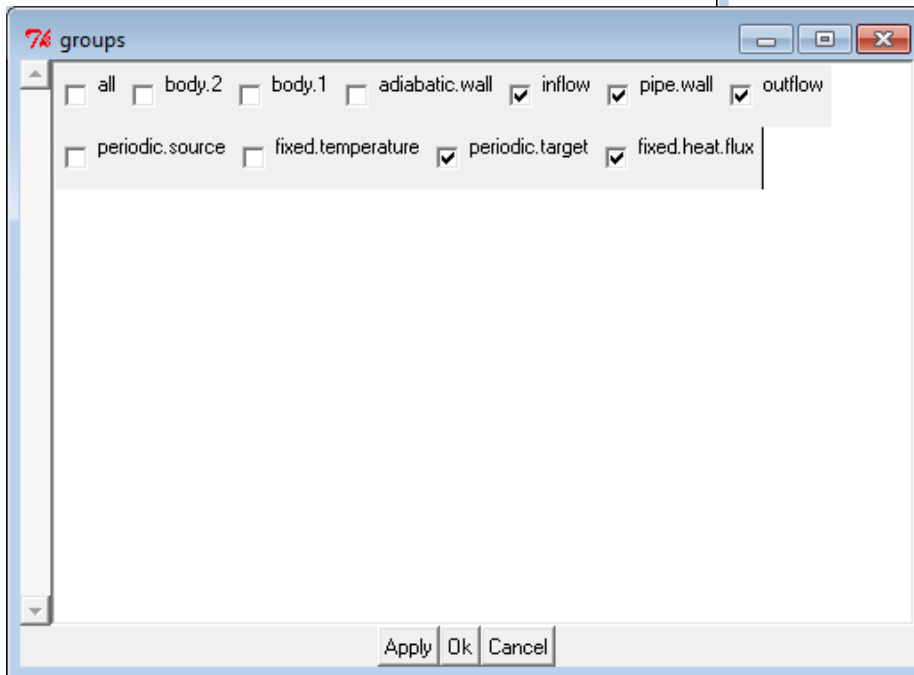 groups
all body.2 body.1 adiabatic.wall inflow pipe.wall outflow
periodic.source fixed.temperature periodic.target fixed.heat.flux
Apply Ok Cancel